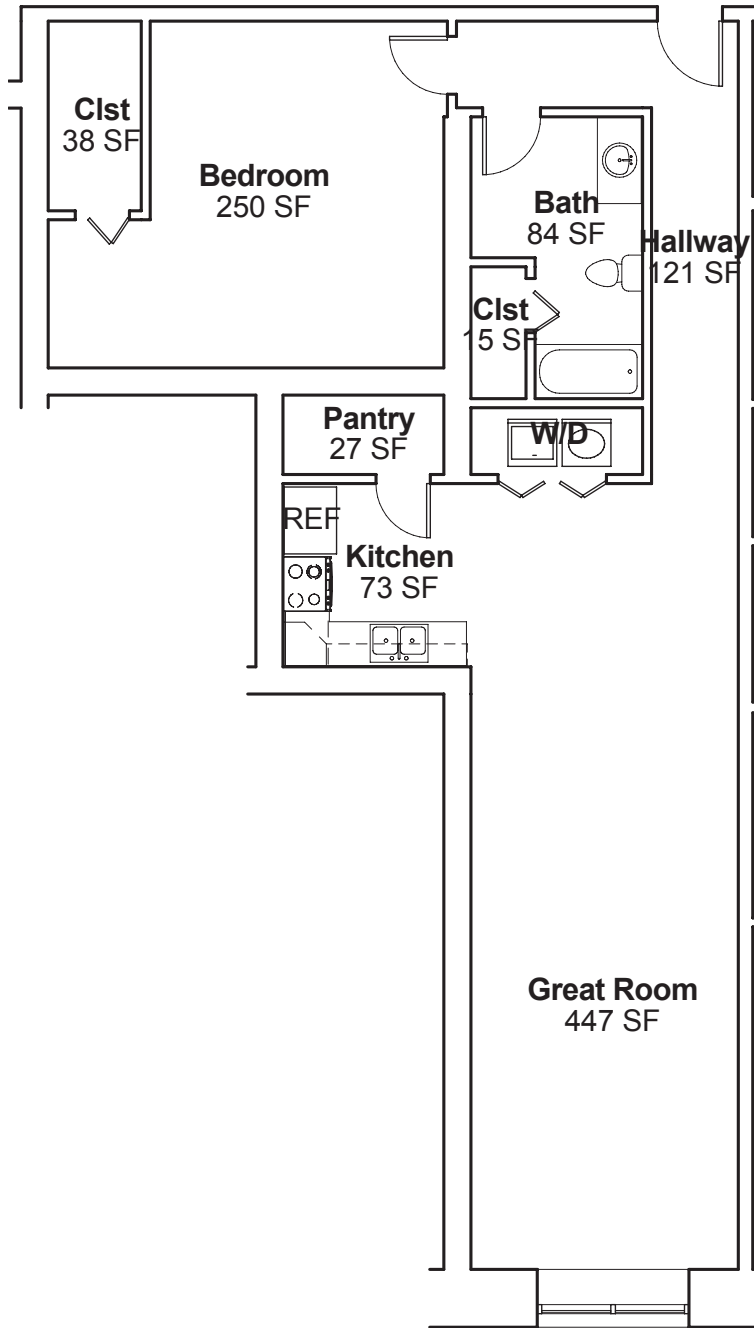 Clst
38 SF
Bedroom
250 SF
Bath
84 SF
Hallway
121 SF
Clst
15 SF
Pantry
27 SF
W/D
REF
Kitchen
73 SF
Great Room
447 SF